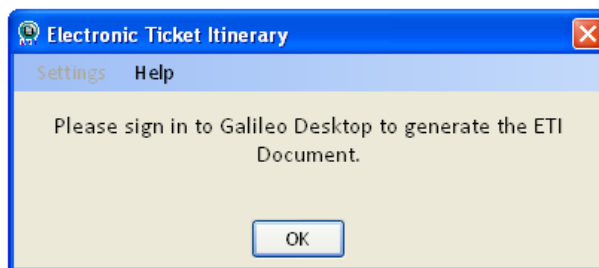 Electronic Ticket Itinerary
Settings Help
Please sign in to Galileo Desktop to generate the ETI
Document.
OK